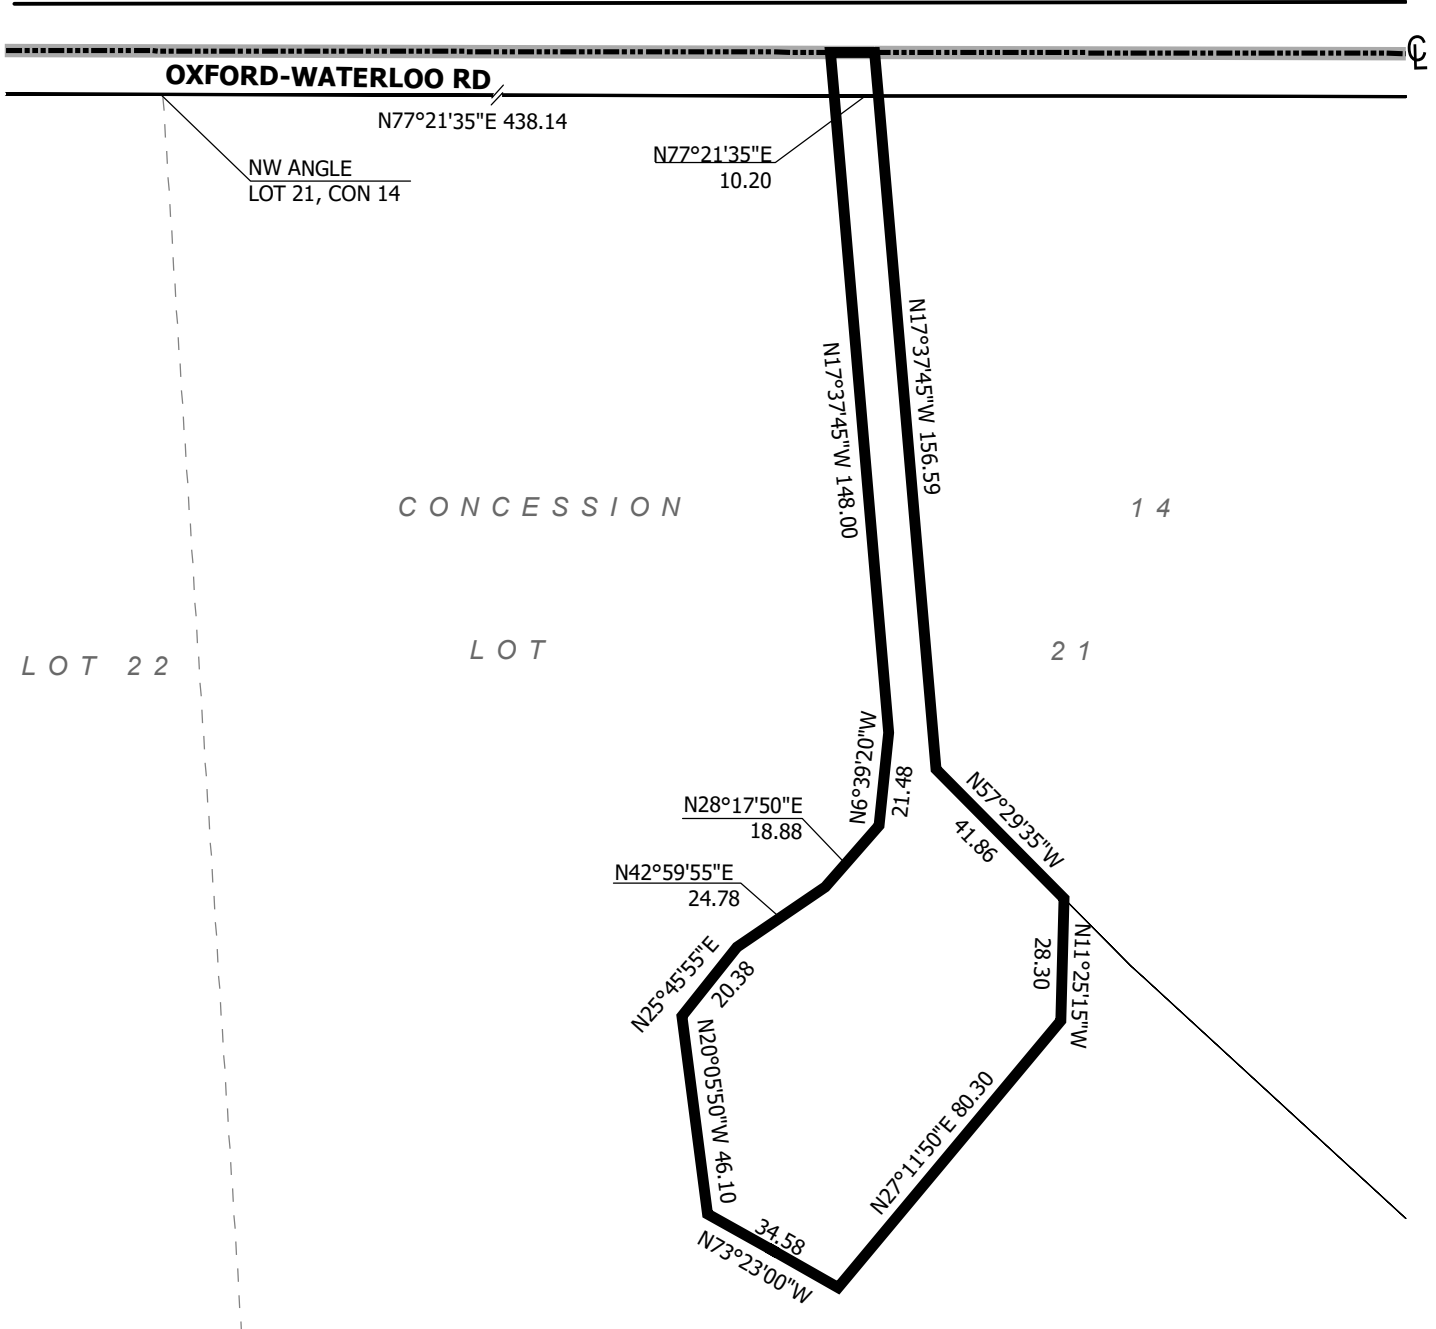 ℄
OXFORD-WATERLOO RD
N77°21'35"E 438.14
NW ANGLE
LOT 21, CON 14
N77°21'35"E
10.20
N17°37'45"W 156.59
N17°37'45"W 148.00
CONCESSION 14
LOT 22
LOT 21
N6°39'20"W
21.48
N28°17'50"E
18.88
N57°29'35"W
41.86
N42°59'55"E
24.78
N25°45'55"E
20.38
N11°25'15"W
28.30
N20°05'50"W 46.10
N27°11'50"E 80.30
34.58
N73°23'00"W